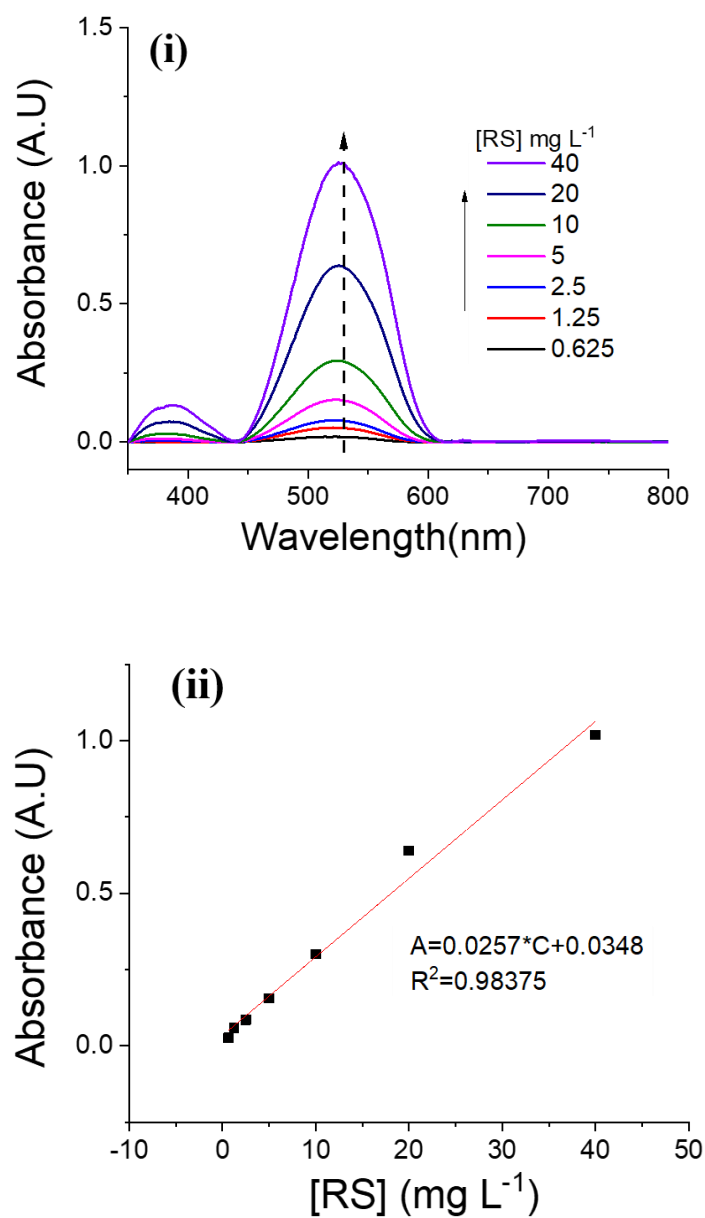 (i)
1.5
1.0
0.5
0.0
Absorbance (A.U)
[RS] mg L⁻¹
40
20
10
5
2.5
1.25
0.625
400 500 600 700 800
Wavelength(nm)
(ii)
1.0
0.5
0.0
Absorbance (A.U)
A=0.0257*C+0.0348
R²=0.98375
-10 0 10 20 30 40 50
[RS] (mg L⁻¹)